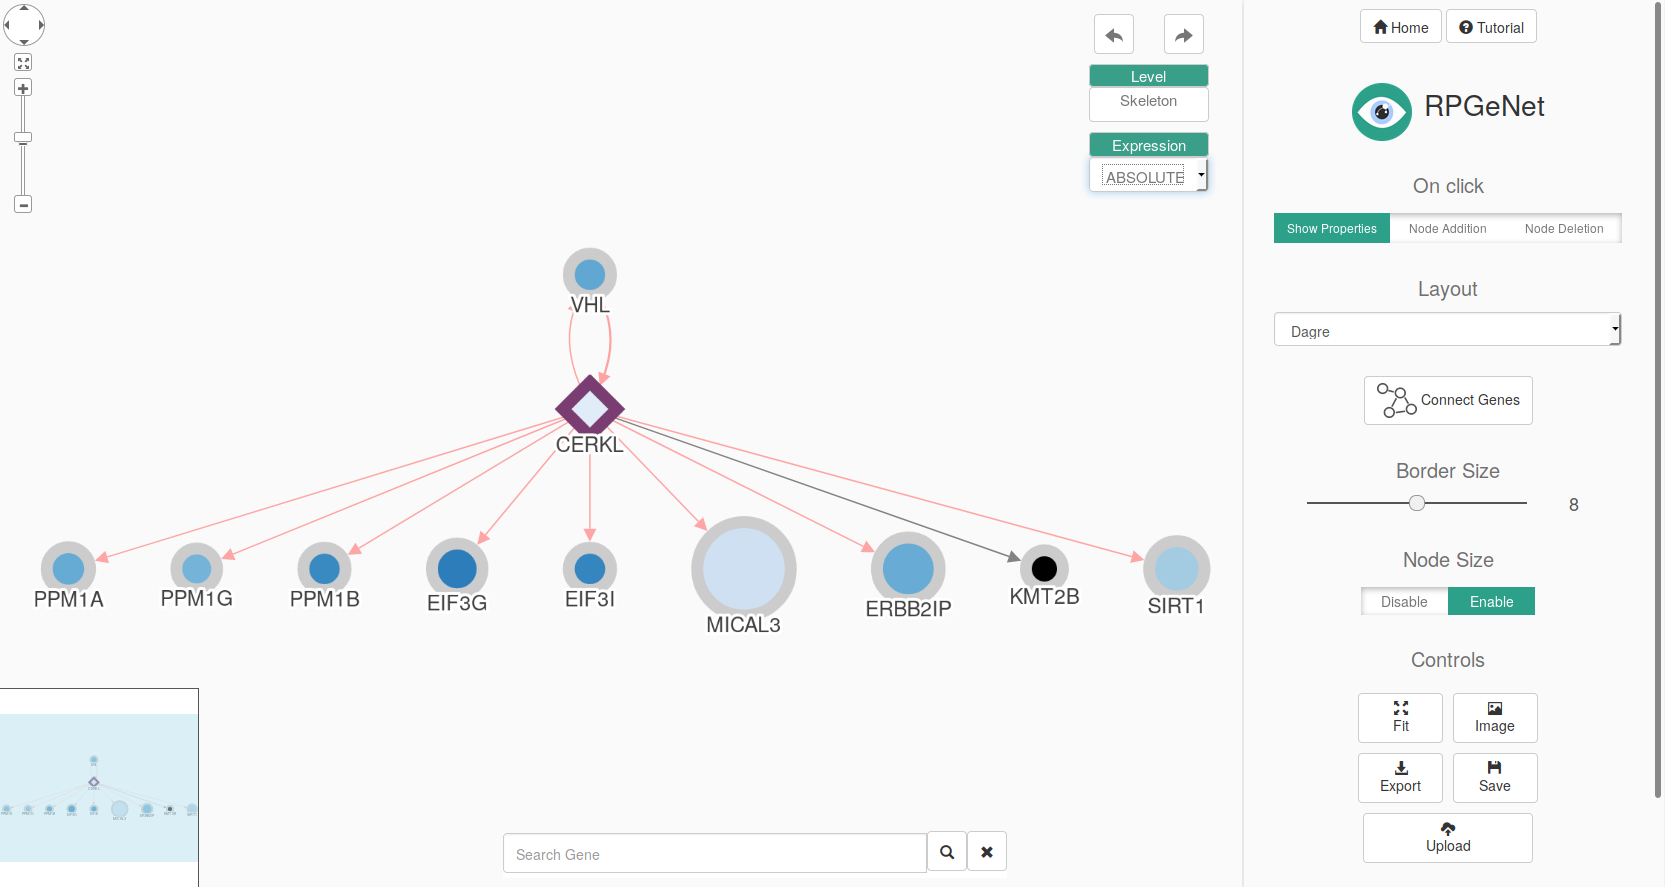 Home
Tutorial
Level
Skeleton
Expression
ABSOLUTE
RPGeNet
On click
Show Properties
Node Addition
Node Deletion
Layout
Dagre
Connect Genes
Border Size
8
Node Size
Disable
Enable
Controls
Fit
Image
Export
Save
Upload
VHL
CERKL
PPM1A
PPM1G
PPM1B
EIF3G
EIF3I
MICAL3
ERBB2IP
KMT2B
SIRT1
Search Gene